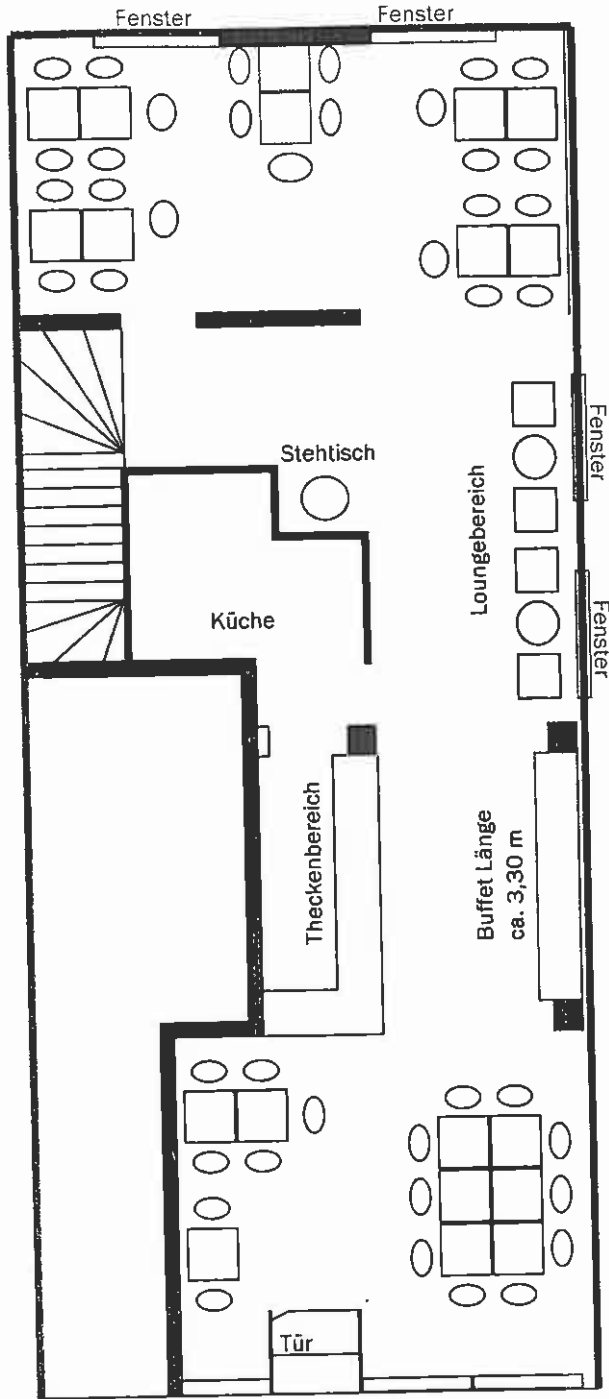 Fenster
Fenster
Stehtisch
Loungebereich
Fenster
Fenster
Küche
Theckenbereich
Buffet Länge
ca. 3,30 m
Tür